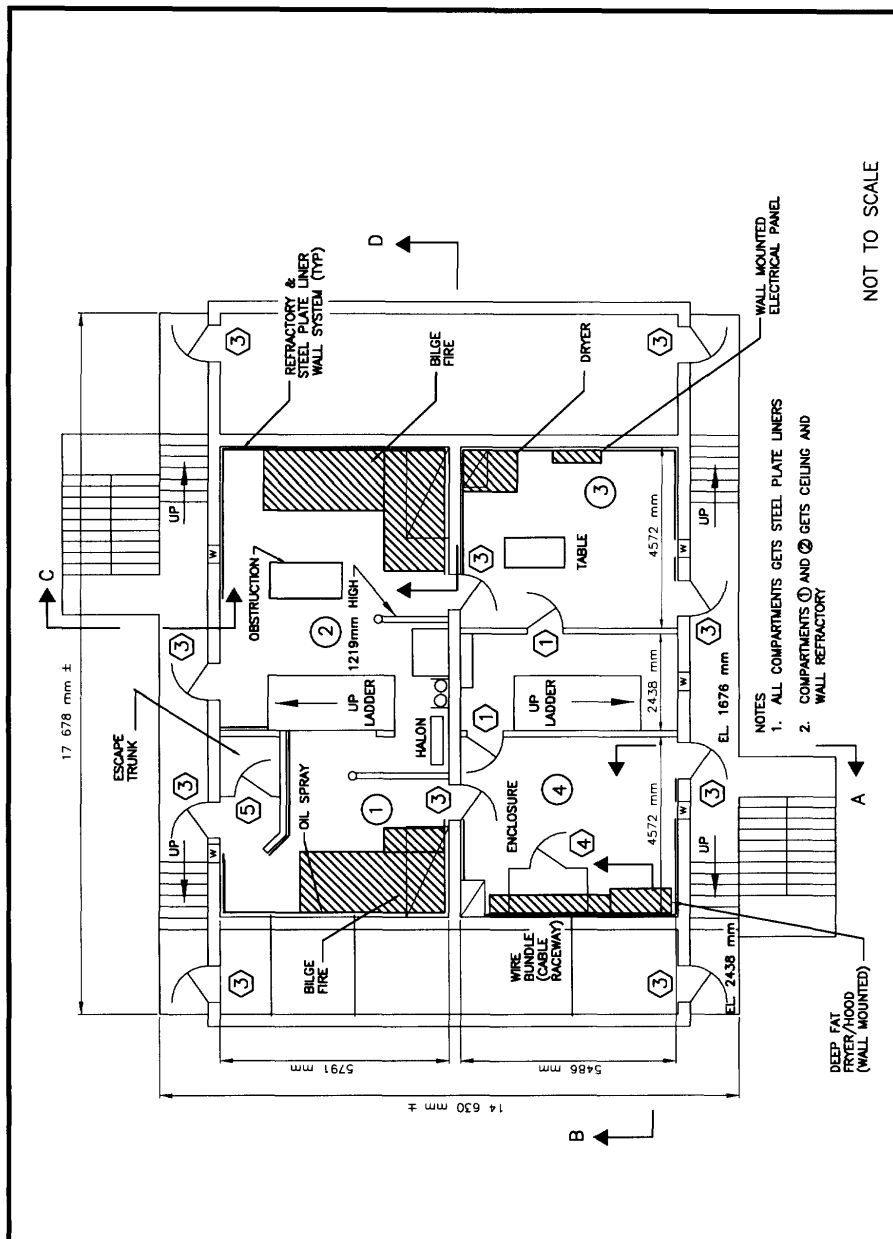 17 678 mm ±
C
D
ESCAPE
TRUNK
REFRACTORY &
STEEL PLATE LINER
WALL SYSTEM (TYP)
UP
UP
3
3
3
3
W
W
5
OIL SPRAY
OBSTRUCTION
2
1219mm HIGH
BILGE
FIRE
BILGE
FIRE
UP
LADDER
1
HALON
3
3
DRYER
14 630 mm ±
5791 mm
5486 mm
ENCLOSURE
4
4
1
1
UP
LADDER
TABLE
3
WIRE
BUNDLE
(CABLE
RACEWAY)
4572 mm
2438 mm
4572 mm
WALL MOUNTED
ELECTRICAL PANEL
W
W
W
3
3
3
3
EL. 2438 mm
EL. 1676 mm
UP
UP
B
A
DEEP FAT
FRYER/HOOD
(WALL MOUNTED)
NOTES
1. ALL COMPARTMENTS GETS STEEL PLATE LINERS
2. COMPARTMENTS ① AND ② GETS CEILING AND
WALL REFRACTORY
NOT TO SCALE